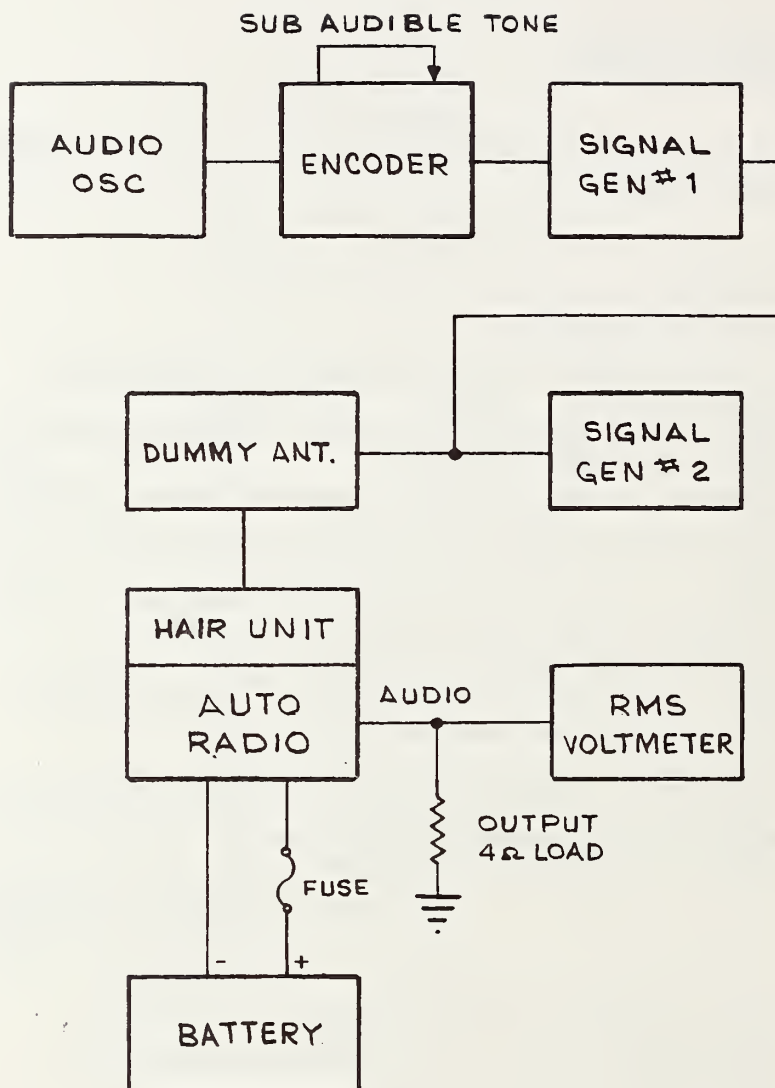 SUB AUDIBLE TONE
AUDIO
OSC
ENCODER
SIGNAL
GEN #1
DUMMY ANT.
SIGNAL
GEN #2
HAIR UNIT
AUTO
RADIO
AUDIO
RMS
VOLTMETER
OUTPUT
4Ω LOAD
FUSE
- +
BATTERY